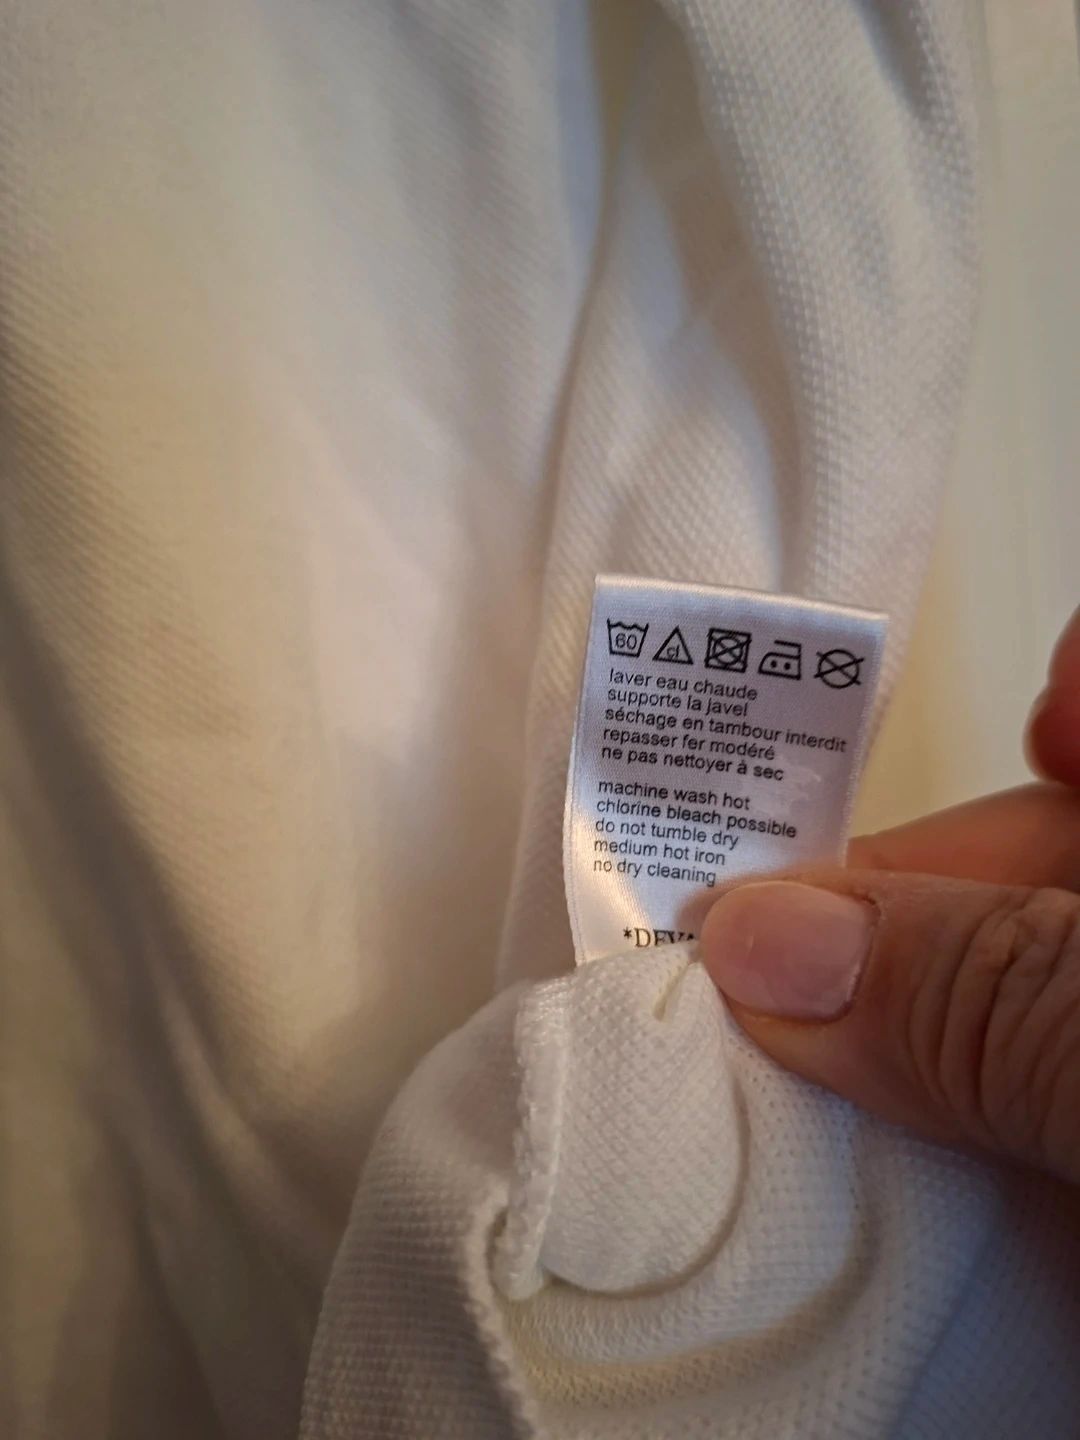 60 cl
laver eau chaude
supporte la javel
séchage en tambour interdit
repasser fer modéré
ne pas nettoyer à sec
machine wash hot
chlorine bleach possible
do not tumble dry
medium hot iron
no dry cleaning